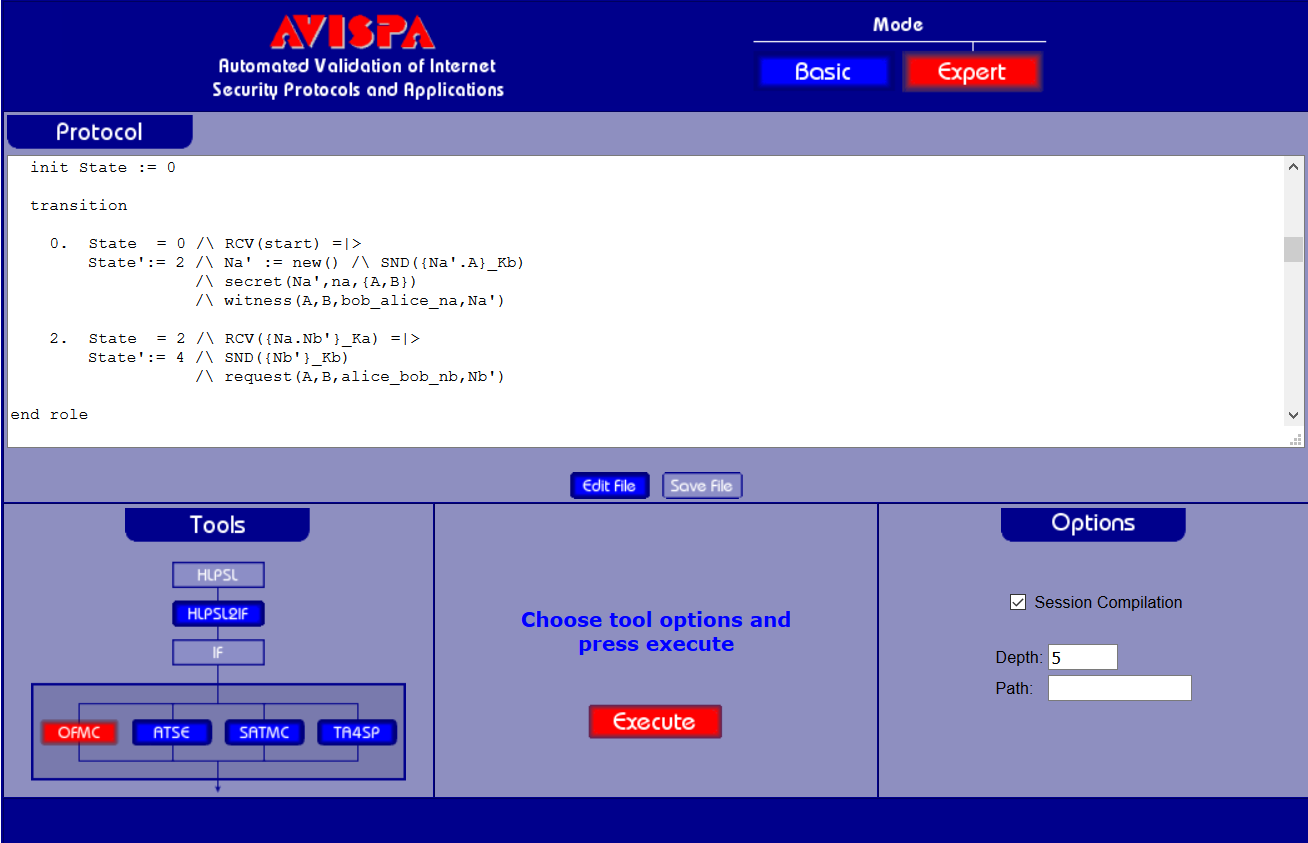 AVISPA
Automated Validation of Internet
Security Protocols and Applications
Mode
Basic
Expert
Protocol
init State := 0
transition
0.  State  = 0 /\ RCV(start) =|>
State':= 2 /\ Na' := new() /\ SND({Na'.A}_Kb)
/\ secret(Na',na,{A,B})
/\ witness(A,B,bob_alice_na,Na')
2.  State  = 2 /\ RCV({Na.Nb'}_Ka) =|>
State':= 4 /\ SND({Nb'}_Kb)
/\ request(A,B,alice_bob_nb,Nb')
end role
Edit File
Save File
Tools
HLPSL
HLPSL2IF
IF
OFMC
ATSE
SATMC
TA4SP
Choose tool options and
press execute
Execute
Options
Session Compilation
Depth: 5
Path: